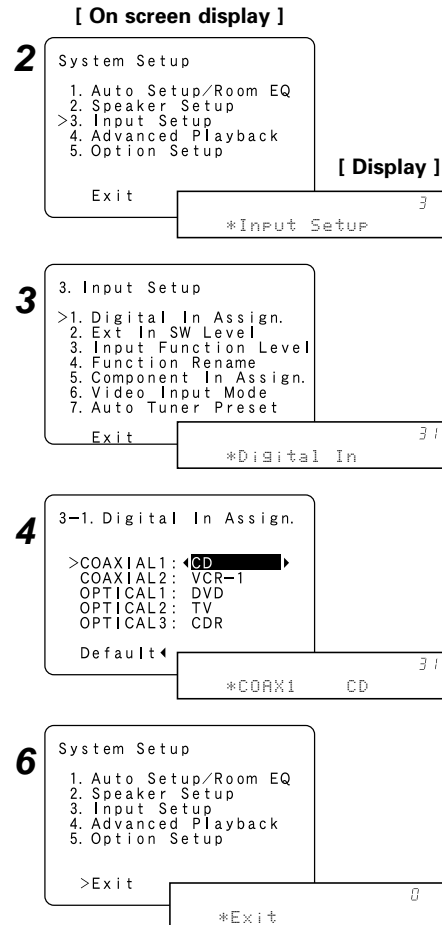 [ On screen display ]
2
System Setup
1. Auto Setup/Room EQ
2. Speaker Setup
>3. Input Setup
4. Advanced Playback
5. Option Setup
Exit
[ Display ]
3
*Input Setup
3
3. Input Setup
>1. Digital In Assign.
2. Ext In SW Level
3. Input Function Level
4. Function Rename
5. Component In Assign.
6. Video Input Mode
7. Auto Tuner Preset
Exit
31
*Digital In
4
3-1. Digital In Assign.
>COAXIAL1: ◀CD ▶
COAXIAL2: VCR-1
OPTICAL1: DVD
OPTICAL2: TV
OPTICAL3: CDR
Default◀
31
*COAX1 CD
6
System Setup
1. Auto Setup/Room EQ
2. Speaker Setup
3. Input Setup
4. Advanced Playback
5. Option Setup
>Exit
0
*Exit